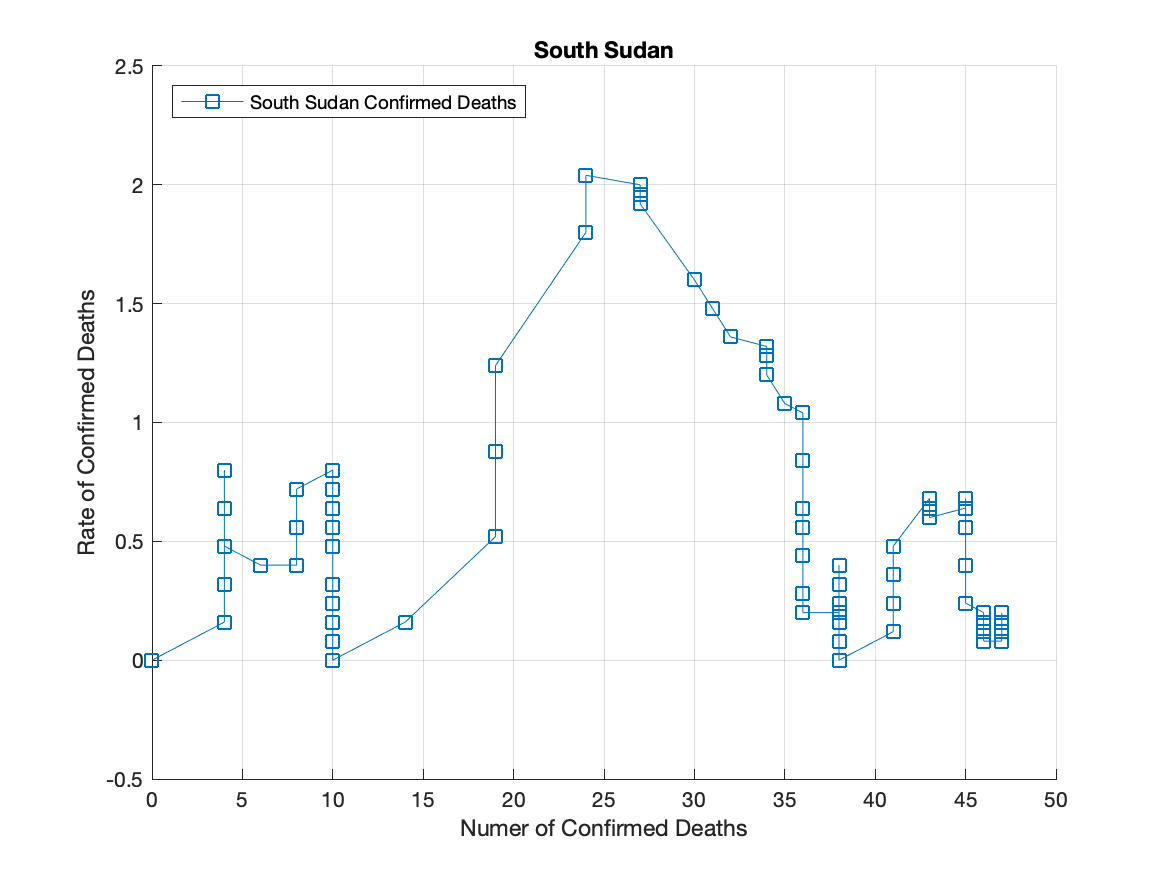 South Sudan
South Sudan Confirmed Deaths
Rate of Confirmed Deaths
2.5
2
1.5
1
0.5
0
-0.5
0 5 10 15 20 25 30 35 40 45 50
Numer of Confirmed Deaths